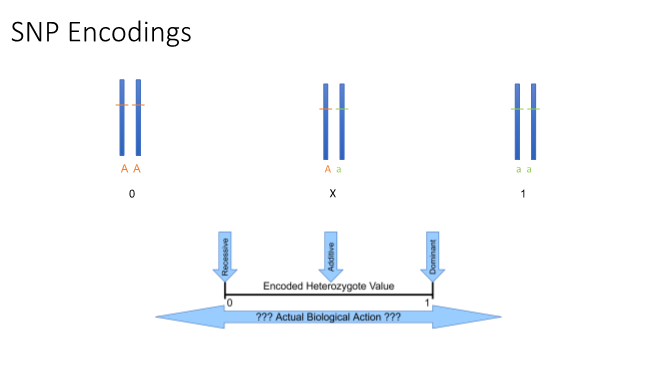 SNP Encodings
A A
A a
a a
0
X
1
Recessive
Additive
Dominant
Encoded Heterozygote Value
0
1
??? Actual Biological Action ???